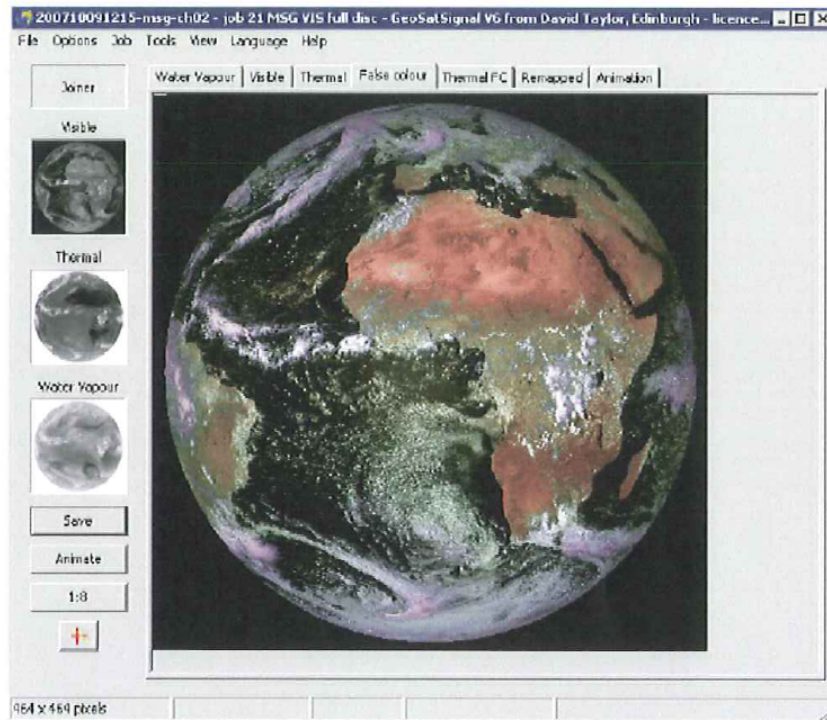 200710091215-msg-ch02 - job 21 MSG VIS full disc - GeoSatSignal V6 from David Taylor, Edinburgh - licence...
File Options Job Tools View Language Help
Joiner
Water Vapour Visible Thermal False colour Thermal FC Remapped Animation
Visible
Thermal
Water Vapour
Save
Animate
1:8
464 x 464 pixels